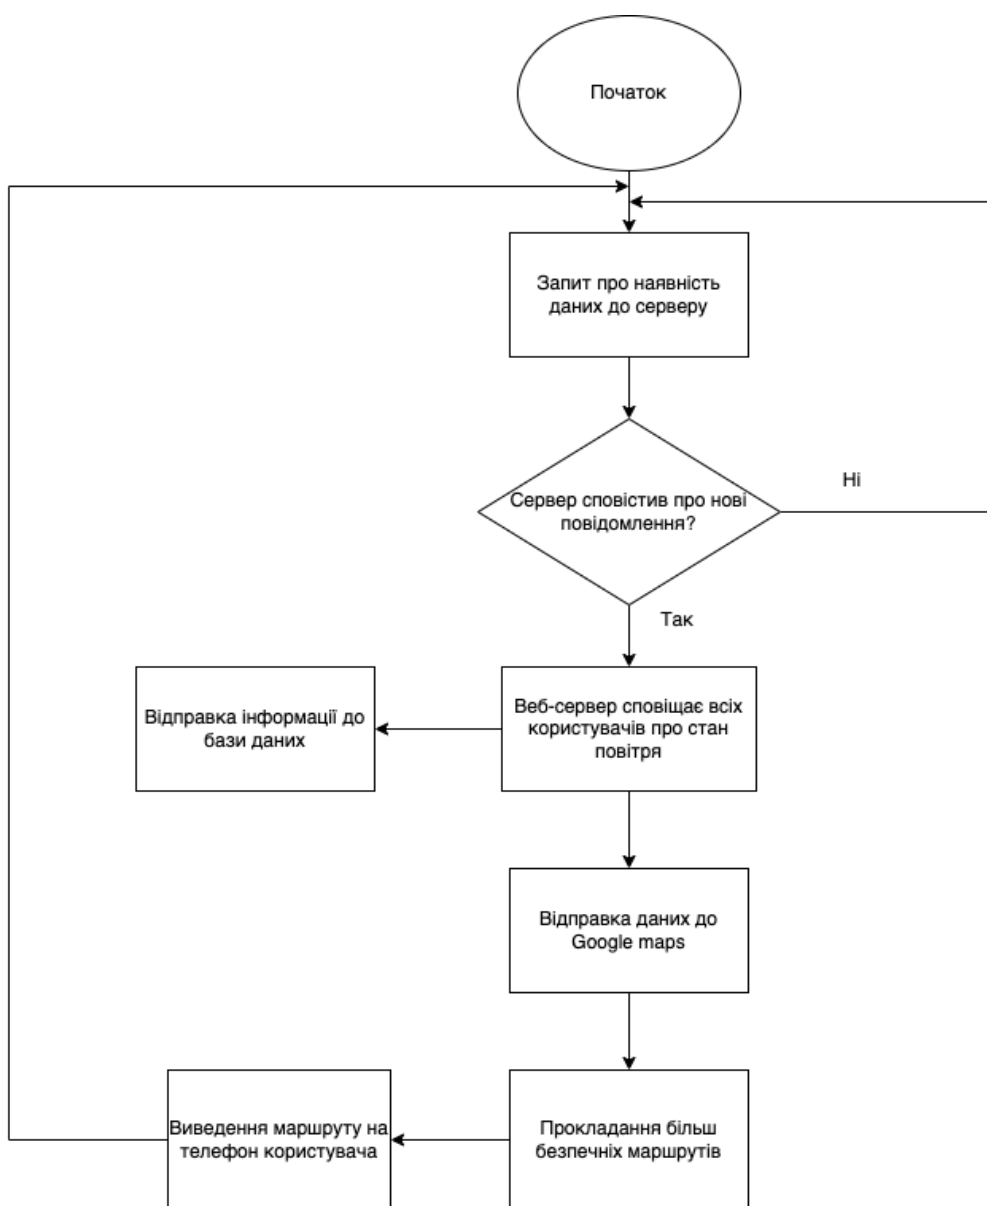 Початок
Запит про наявність
даних до серверу
Сервер сповістив про нові
повідомлення?
Ні
Так
Веб-сервер сповіщає всіх
користувачів про стан
повітря
Відправка інформації до
бази даних
Відправка даних до
Google maps
Прокладання більш
безпечніх маршрутів
Виведення маршруту на
телефон користувача